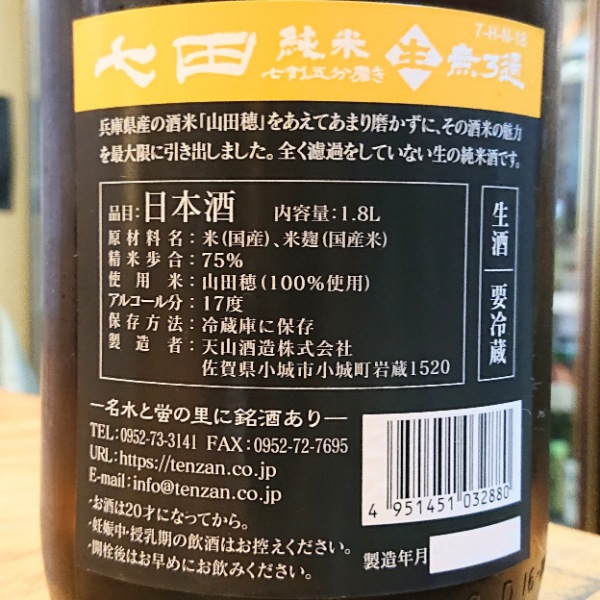 7-H-N-18
七田 純米 七割五分磨き 生 無ろ過
兵庫県産の酒米「山田穂」をあえてあまり磨かずに、その酒米の魅力
を最大限に引き出しました。全く濾過をしていない生の純米酒です。
品目:日本酒 内容量:1.8L
原材料名:米(国産)、米麹(国産米)
精米歩合:75%
使用米:山田穂(100%使用)
アルコール分:17度
保存方法:冷蔵庫に保存
製造者:天山酒造株式会社
佐賀県小城市小城町岩蔵1520
生酒 要冷蔵
―名水と蛍の里に銘酒あり―
TEL:0952-73-3141 FAX:0952-72-7695
URL:https://tenzan.co.jp
E-mail:info@tenzan.co.jp
・お酒は20才になってから。
・妊娠中・授乳期の飲酒はお控えください。
・開栓後はお早めにお飲みください。
4 951451 032880
製造年月